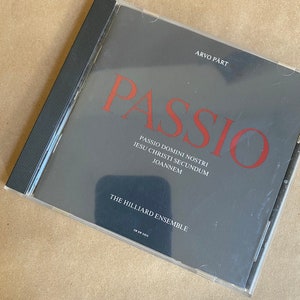 ARVO PÄRT
PASSIO
PASSIO DOMINI NOSTRI
JESU CHRISTI SECUNDUM
JOANNEM
THE HILLIARD ENSEMBLE